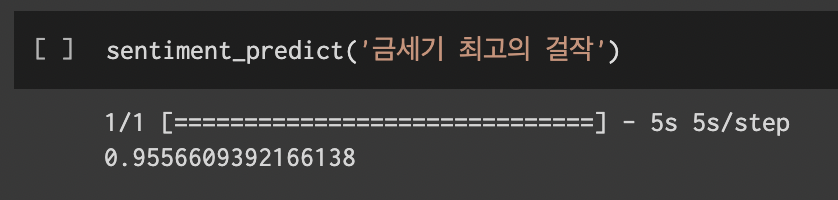 [ ] sentiment_predict('금세기 최고의 걸작')
1/1 [==============================] - 5s 5s/step
0.9556609392166138